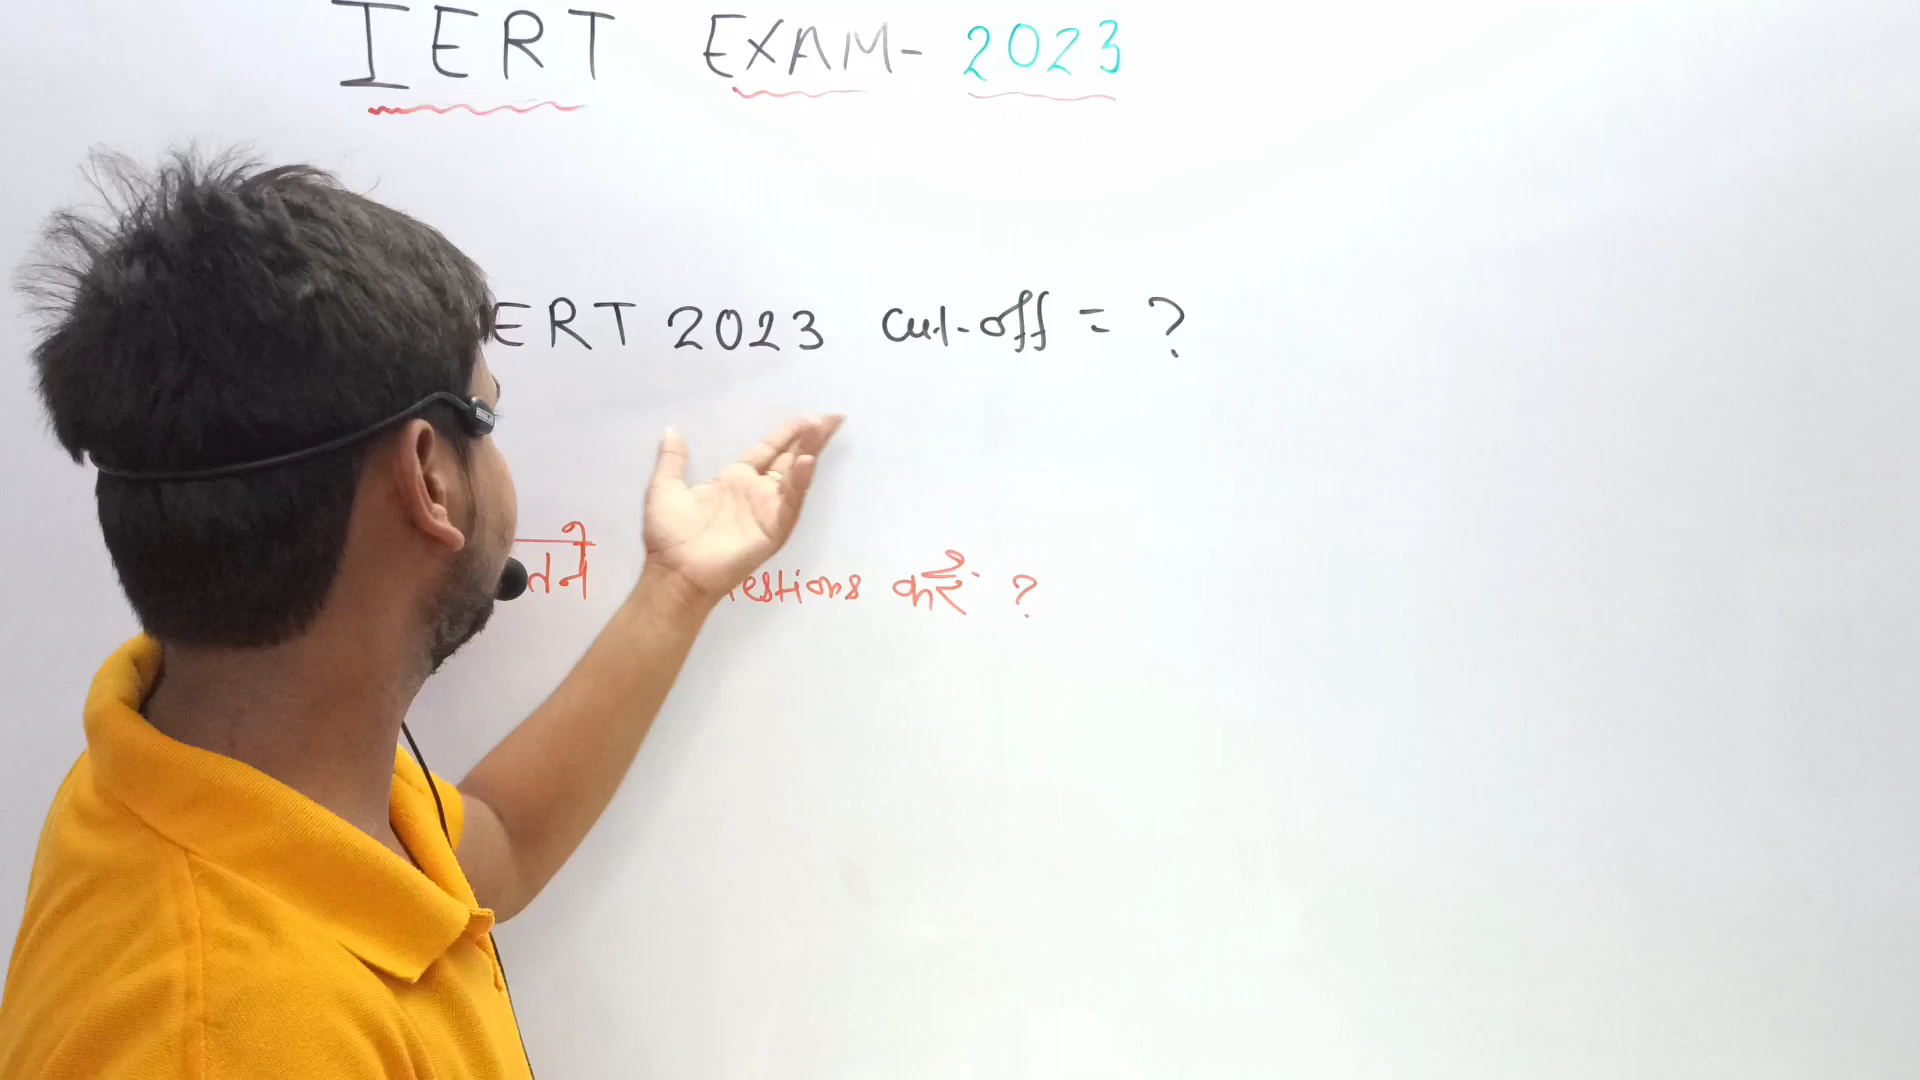 IERT EXAM- 2023
ERT 2023 cut-off = ?
तने estions करें ?